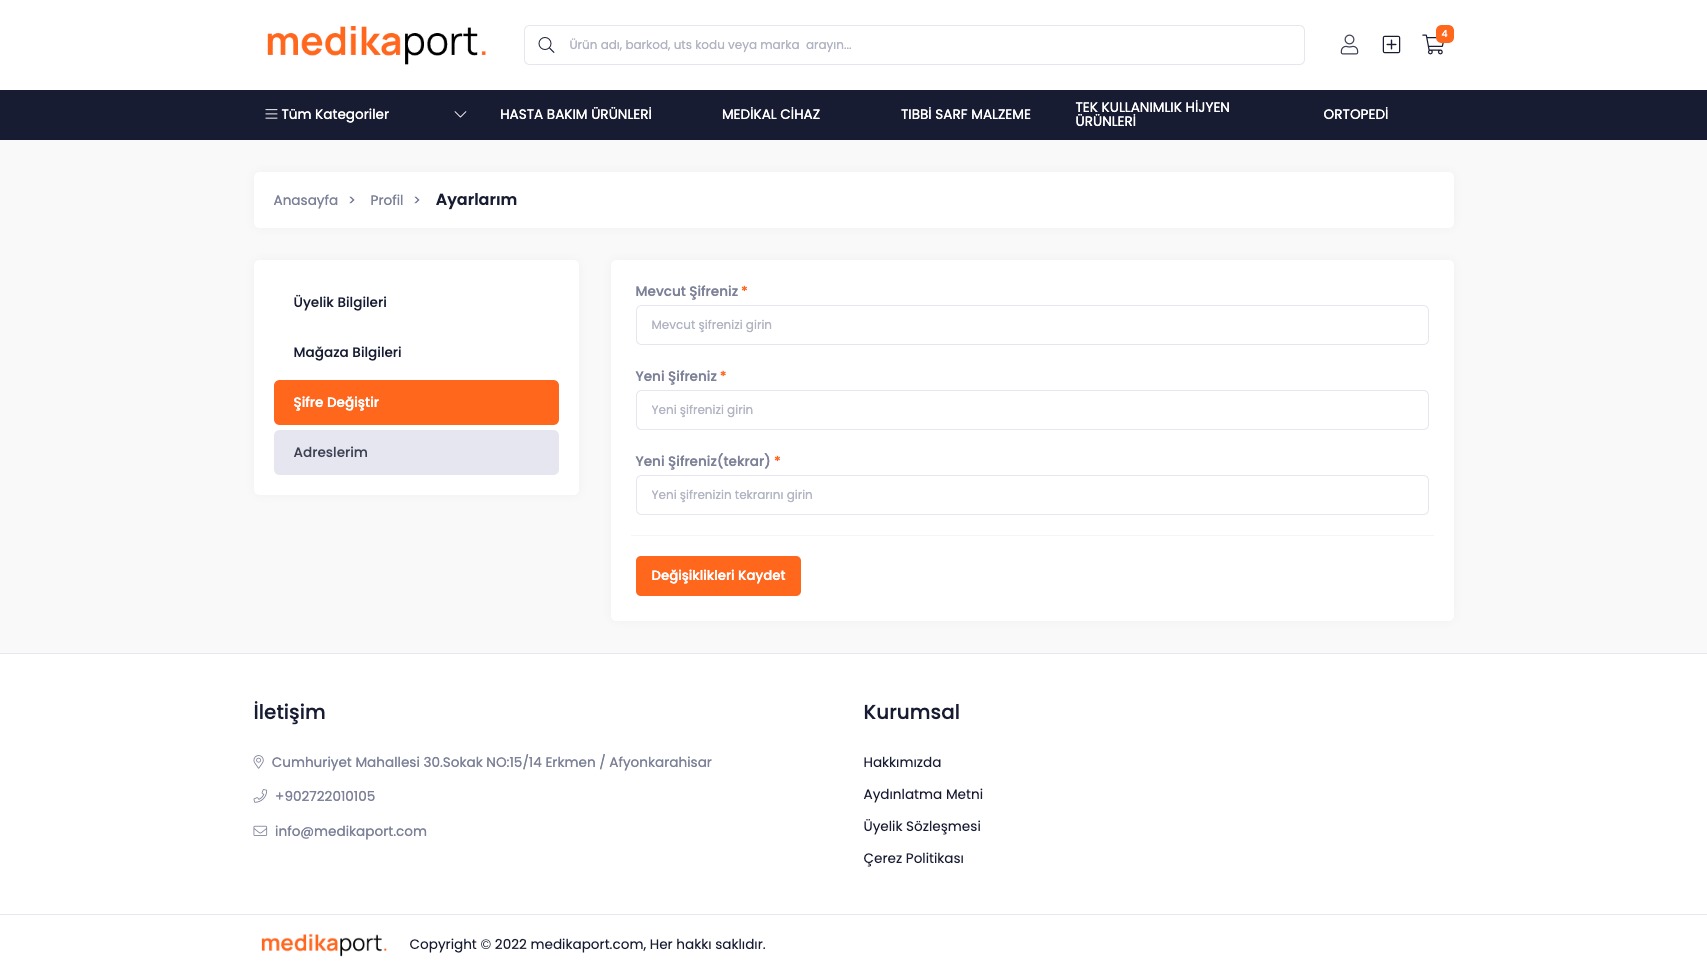 medikaport.
Ürün adı, barkod, uts kodu veya marka arayın...
4
Tüm Kategoriler
HASTA BAKIM ÜRÜNLERİ
MEDİKAL CİHAZ
TIBBİ SARF MALZEME
TEK KULLANIMLIK HİJYEN
ÜRÜNLERİ
ORTOPEDİ
Anasayfa > Profil > Ayarlarım
Üyelik Bilgileri
Mağaza Bilgileri
Şifre Değiştir
Adreslerim
Mevcut Şifreniz *
Mevcut şifrenizi girin
Yeni Şifreniz *
Yeni şifrenizi girin
Yeni Şifreniz(tekrar) *
Yeni şifrenizin tekrarını girin
Değişiklikleri Kaydet
İletişim
Cumhuriyet Mahallesi 30.Sokak NO:15/14 Erkmen / Afyonkarahisar
+902722010105
info@medikaport.com
Kurumsal
Hakkımızda
Aydınlatma Metni
Üyelik Sözleşmesi
Çerez Politikası
medikaport.
Copyright © 2022 medikaport.com, Her hakkı saklıdır.